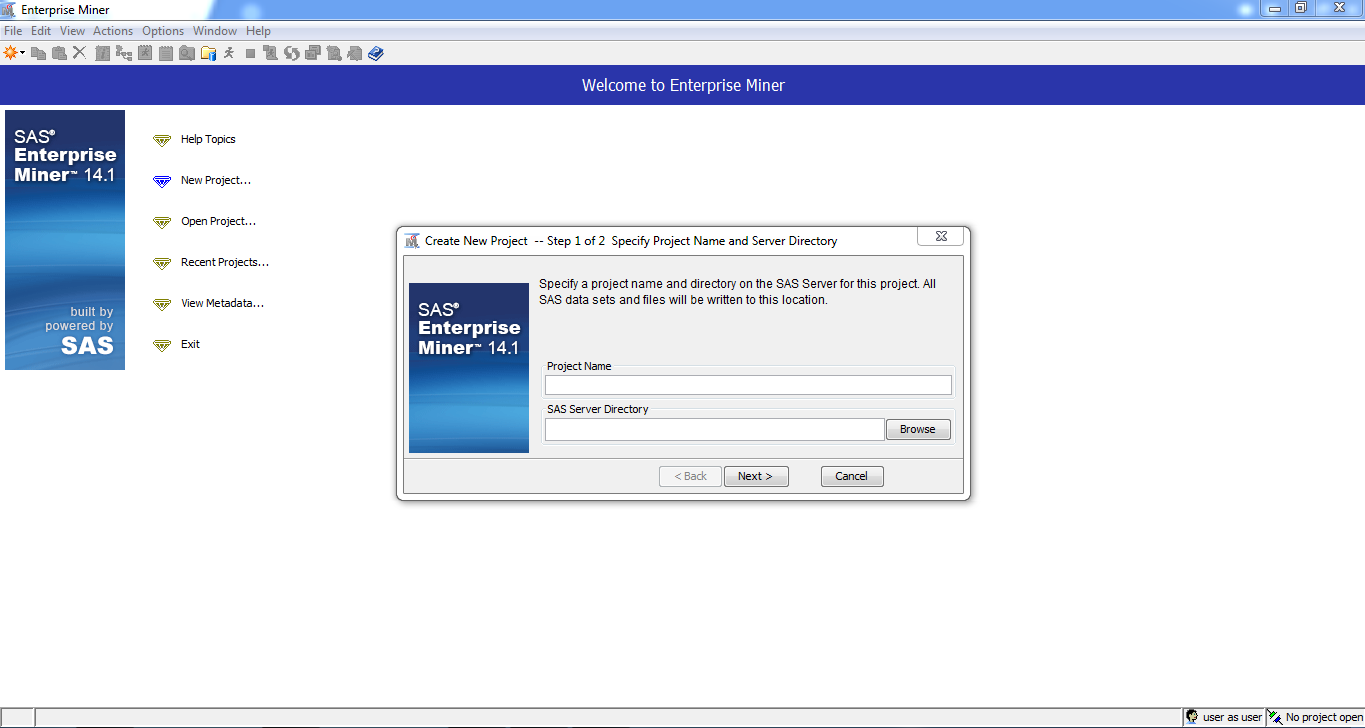 Enterprise Miner
File Edit View Actions Options Window Help
Welcome to Enterprise Miner
SAS®
Enterprise
Miner™ 14.1
built by
powered by
SAS
Help Topics
New Project...
Open Project...
Recent Projects...
View Metadata...
Exit
Create New Project -- Step 1 of 2 Specify Project Name and Server Directory
SAS®
Enterprise
Miner™ 14.1
Specify a project name and directory on the SAS Server for this project. All
SAS data sets and files will be written to this location.
Project Name
SAS Server Directory
Browse
< Back Next > Cancel
user as user No project open